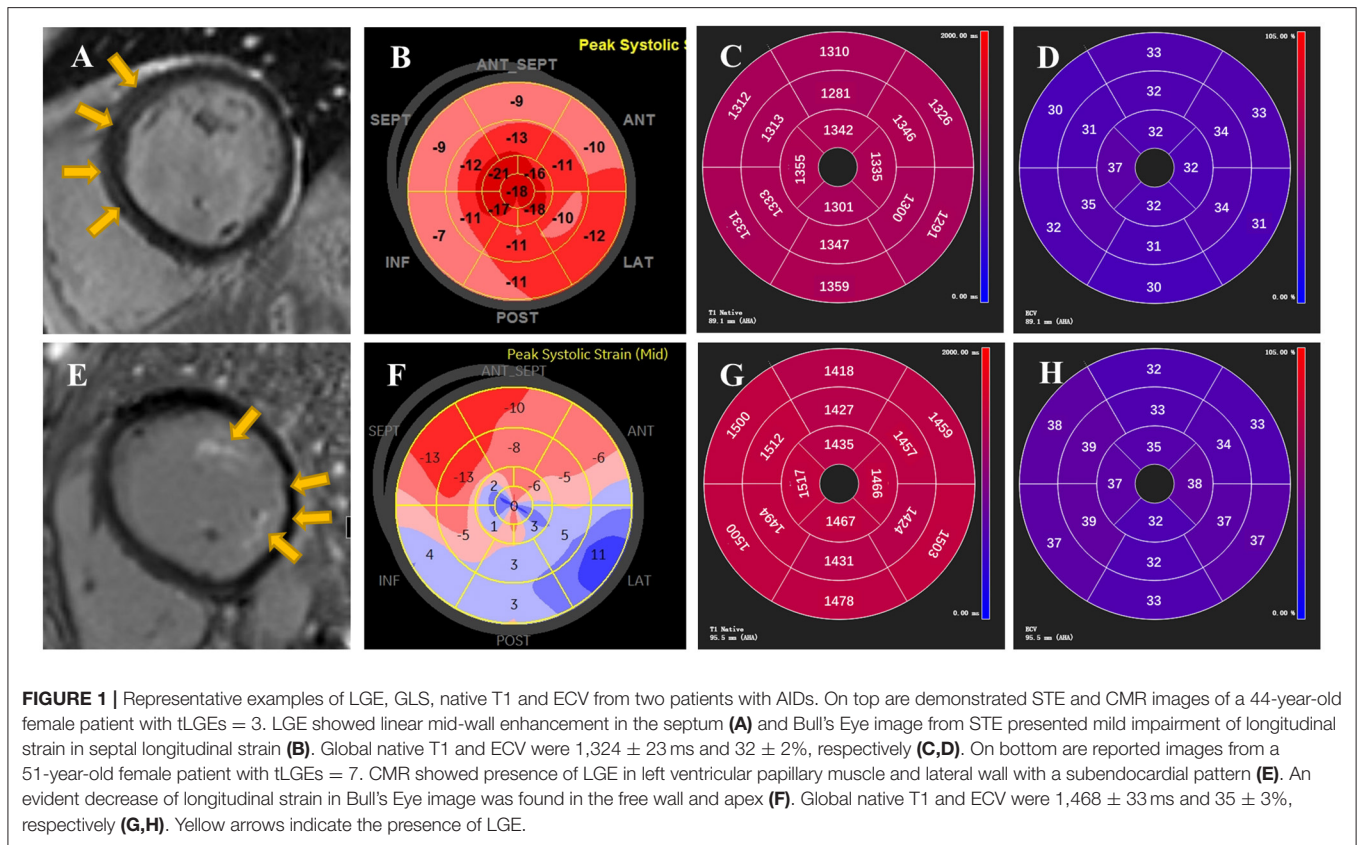 A
B
Peak Systolic S
ANT_SEPT
SEPT
ANT
INF
LAT
POST
-9
-9
-13
-10
-12
-11
-21
-16
-18
-17
-18
-11
-10
-7
-11
-12
-11
C
2000.00 ms
1310
1312
1281
1326
1313
1346
1342
1355
1335
1301
1333
1300
1331
1347
1291
1359
0.00 ms
T1 Native
89.1 mm (AHA)
D
105.00 %
33
30
32
33
31
34
32
37
32
32
35
34
32
31
31
30
0.00 %
ECV
89.1 mm (AHA)
E
F
Peak Systolic Strain (Mid)
ANT_SEPT
SEPT
ANT
INF
LAT
POST
-10
-13
-8
-6
-13
-5
2
-6
0
1
3
-5
5
4
3
11
3
G
2000.00 ms
1418
1500
1427
1459
1512
1457
1435
1517
1466
1467
1494
1424
1500
1431
1503
1478
0.00 ms
T1 Native
95.5 mm (AHA)
H
105.00 %
32
38
33
33
39
34
35
37
38
32
39
37
37
32
37
33
0.00 %
ECV
95.5 mm (AHA)
FIGURE 1 | Representative examples of LGE, GLS, native T1 and ECV from two patients with AIDs. On top are demonstrated STE and CMR images of a 44-year-old
female patient with tLGEs = 3. LGE showed linear mid-wall enhancement in the septum (A) and Bull's Eye image from STE presented mild impairment of longitudinal
strain in septal longitudinal strain (B). Global native T1 and ECV were 1,324 ± 23 ms and 32 ± 2%, respectively (C,D). On bottom are reported images from a
51-year-old female patient with tLGEs = 7. CMR showed presence of LGE in left ventricular papillary muscle and lateral wall with a subendocardial pattern (E). An
evident decrease of longitudinal strain in Bull's Eye image was found in the free wall and apex (F). Global native T1 and ECV were 1,468 ± 33 ms and 35 ± 3%,
respectively (G,H). Yellow arrows indicate the presence of LGE.